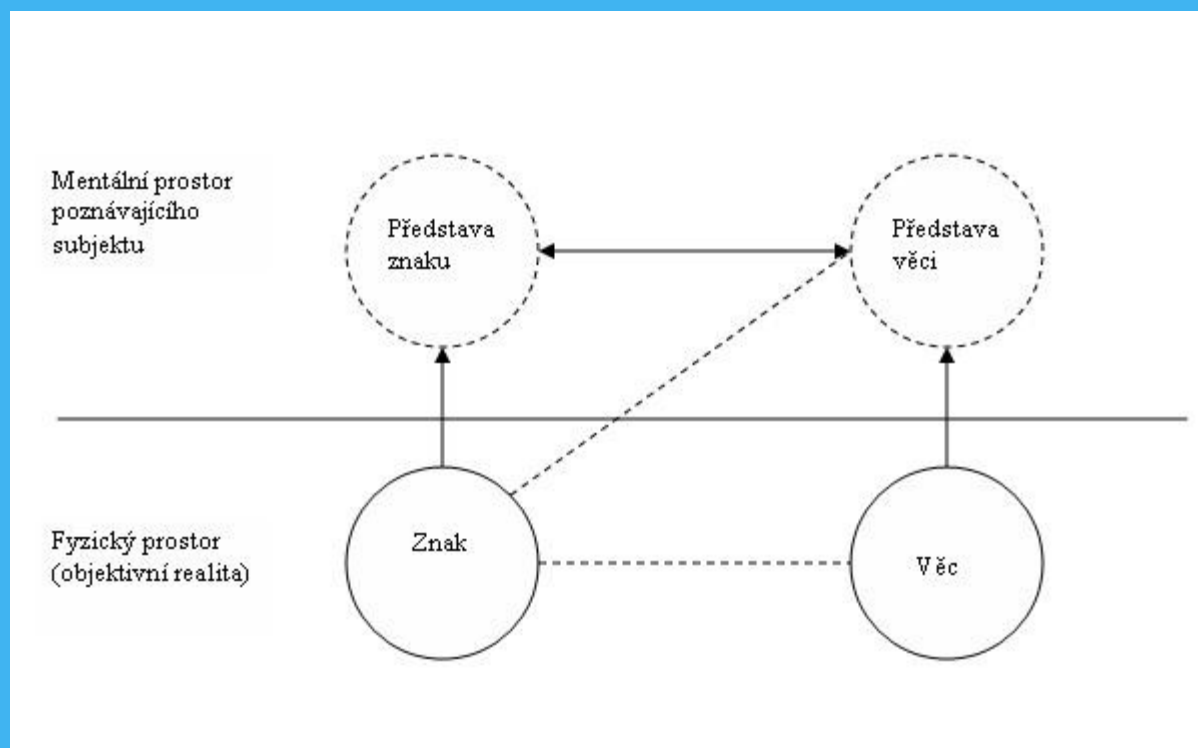 Mentální prostor
poznávajícího
subjektu
Představa
znaku
Představa
věci
Fyzický prostor
(objektivní realita)
Znak
Věc